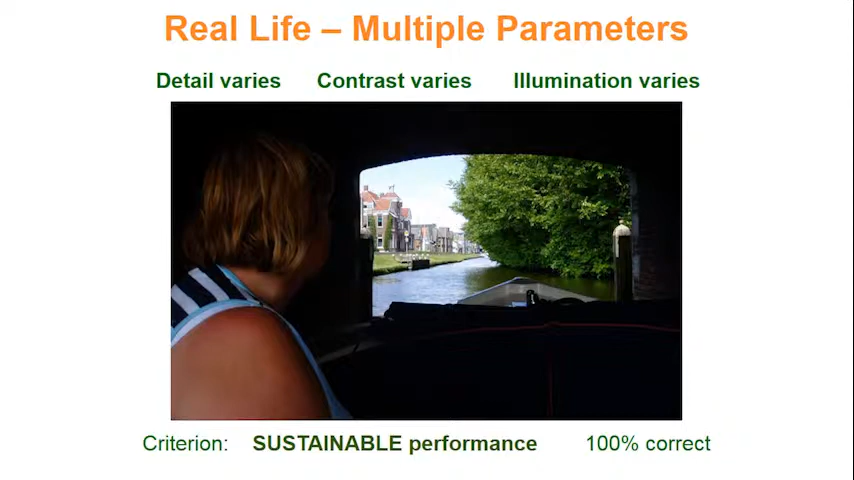 Real Life – Multiple Parameters
Detail varies Contrast varies Illumination varies
Criterion: SUSTAINABLE performance 100% correct